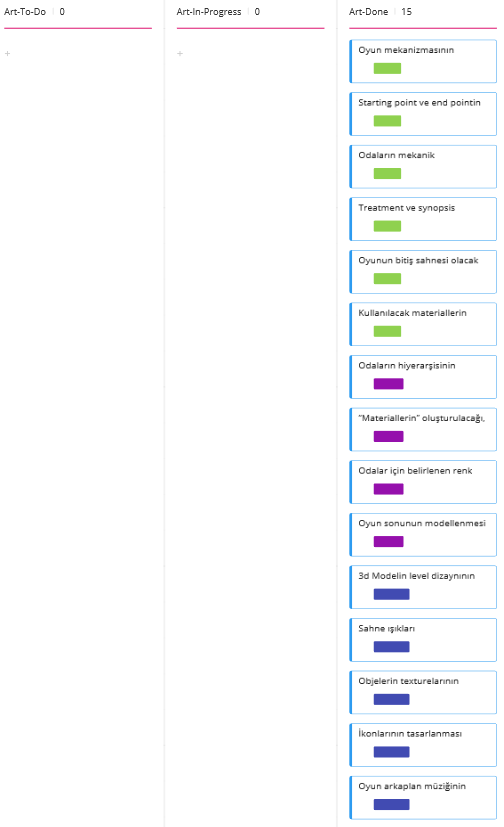 Art-To-Do 0
Art-In-Progress 0
Art-Done 15
+
+
Oyun mekanizmasının
Starting point ve end pointin
Odaların mekanik
Treatment ve synopsis
Oyunun bitiş sahnesi olacak
Kullanılacak materiallerin
Odaların hiyerarşisinin
“Materiallerin” oluşturulacağı,
Odalar için belirlenen renk
Oyun sonunun modellenmesi
3d Modelin level dizaynının
Sahne ışıkları
Objelerin texturelarının
İkonlarının tasarlanması
Oyun arkaplan müziğinin